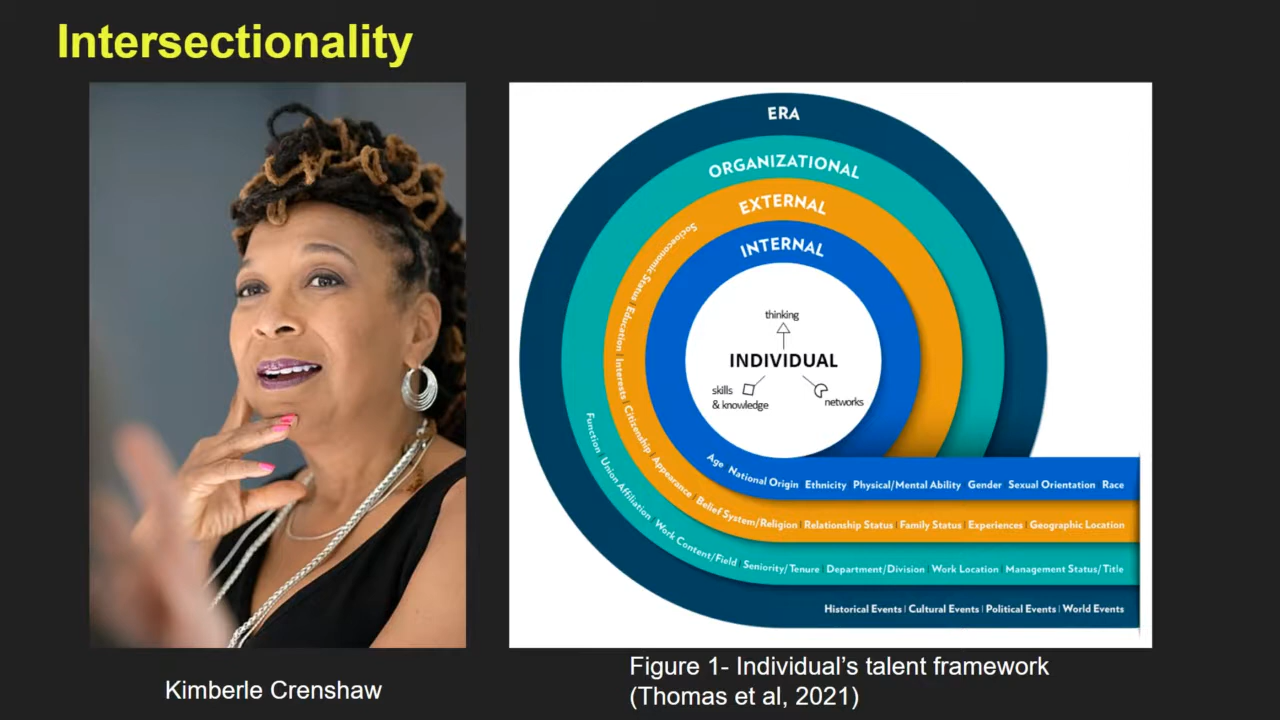 Intersectionality
ERA
ORGANIZATIONAL
EXTERNAL
INTERNAL
thinking
INDIVIDUAL
skills
& knowledge
networks
Age National Origin Ethnicity Physical/Mental Ability Gender Sexual Orientation Race
Socioeconomic Status | Education | Interests | Citizenship | Appearance | Belief System/Religion | Relationship Status | Family Status | Experiences | Geographic Location
Function Union Affiliation Work Content/Field Seniority/Tenure Department/Division Work Location Management Status/Title
Historical Events | Cultural Events | Political Events | World Events
Kimberle Crenshaw
Figure 1- Individual's talent framework
(Thomas et al, 2021)